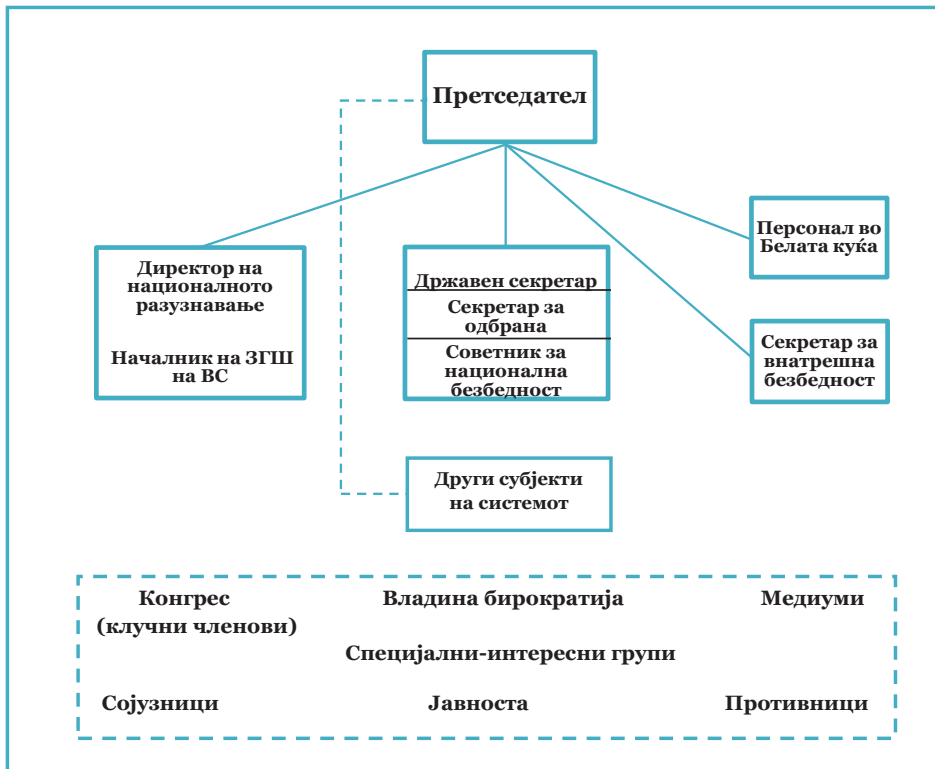 Претседател
Персонал во
Белата куќа
Директор на
националното
разузнавање
Началник на ЗГШ
на ВС
Државен секретар
Секретар за
одбрана
Советник за
национална
безбедност
Секретар за
внатрешна
безбедност
Други субјекти
на системот
Конгрес
(клучни членови)
Владина бирократија
Медиуми
Специјални-интересни групи
Сојузници
Јавноста
Противници